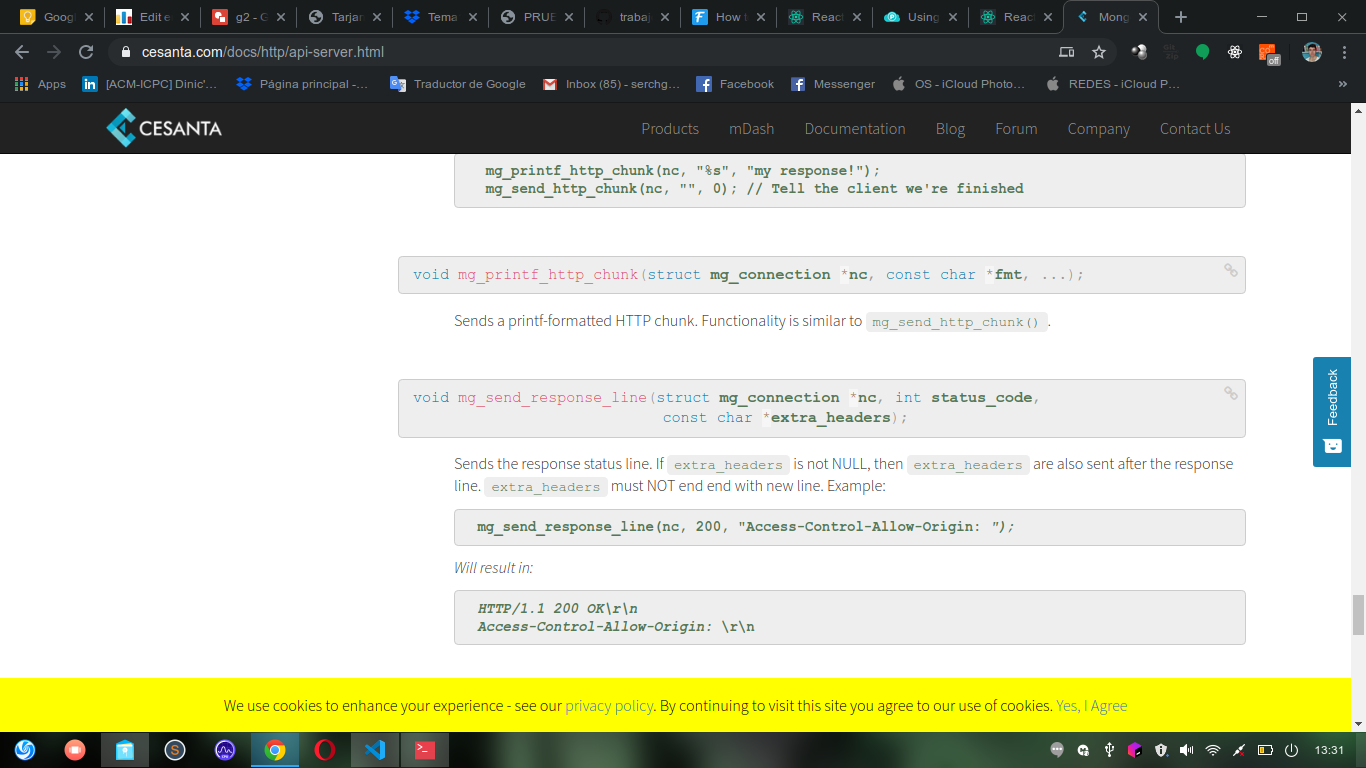 Googl
Edit e
g2 - G
Tarjan
Tema
PRUE
trabaj
How t
React
Using
React
Mong
cesanta.com/docs/http/api-server.html
off
Apps
[ACM-ICPC] Dinic'...
Página principal -...
Traductor de Google
Inbox (85) - serchg...
Facebook
Messenger
OS - iCloud Photo...
REDES - iCloud P...
»
CESANTA
Products
mDash
Documentation
Blog
Forum
Company
Contact Us
mg_printf_http_chunk(nc, "%s", "my response!");
mg_send_http_chunk(nc, "", 0); // Tell the client we're finished
void mg_printf_http_chunk(struct mg_connection *nc, const char *fmt, ...);
Sends a printf-formatted HTTP chunk. Functionality is similar to mg_send_http_chunk() .
void mg_send_response_line(struct mg_connection *nc, int status_code,
const char *extra_headers);
Sends the response status line. If extra_headers is not NULL, then extra_headers are also sent after the response
line. extra_headers must NOT end end with new line. Example:
mg_send_response_line(nc, 200, "Access-Control-Allow-Origin: ");
Will result in:
HTTP/1.1 200 OK\r\n
Access-Control-Allow-Origin: \r\n
Feedback
We use cookies to enhance your experience - see our privacy policy. By continuing to visit this site you agree to our use of cookies. Yes, I Agree
13:31